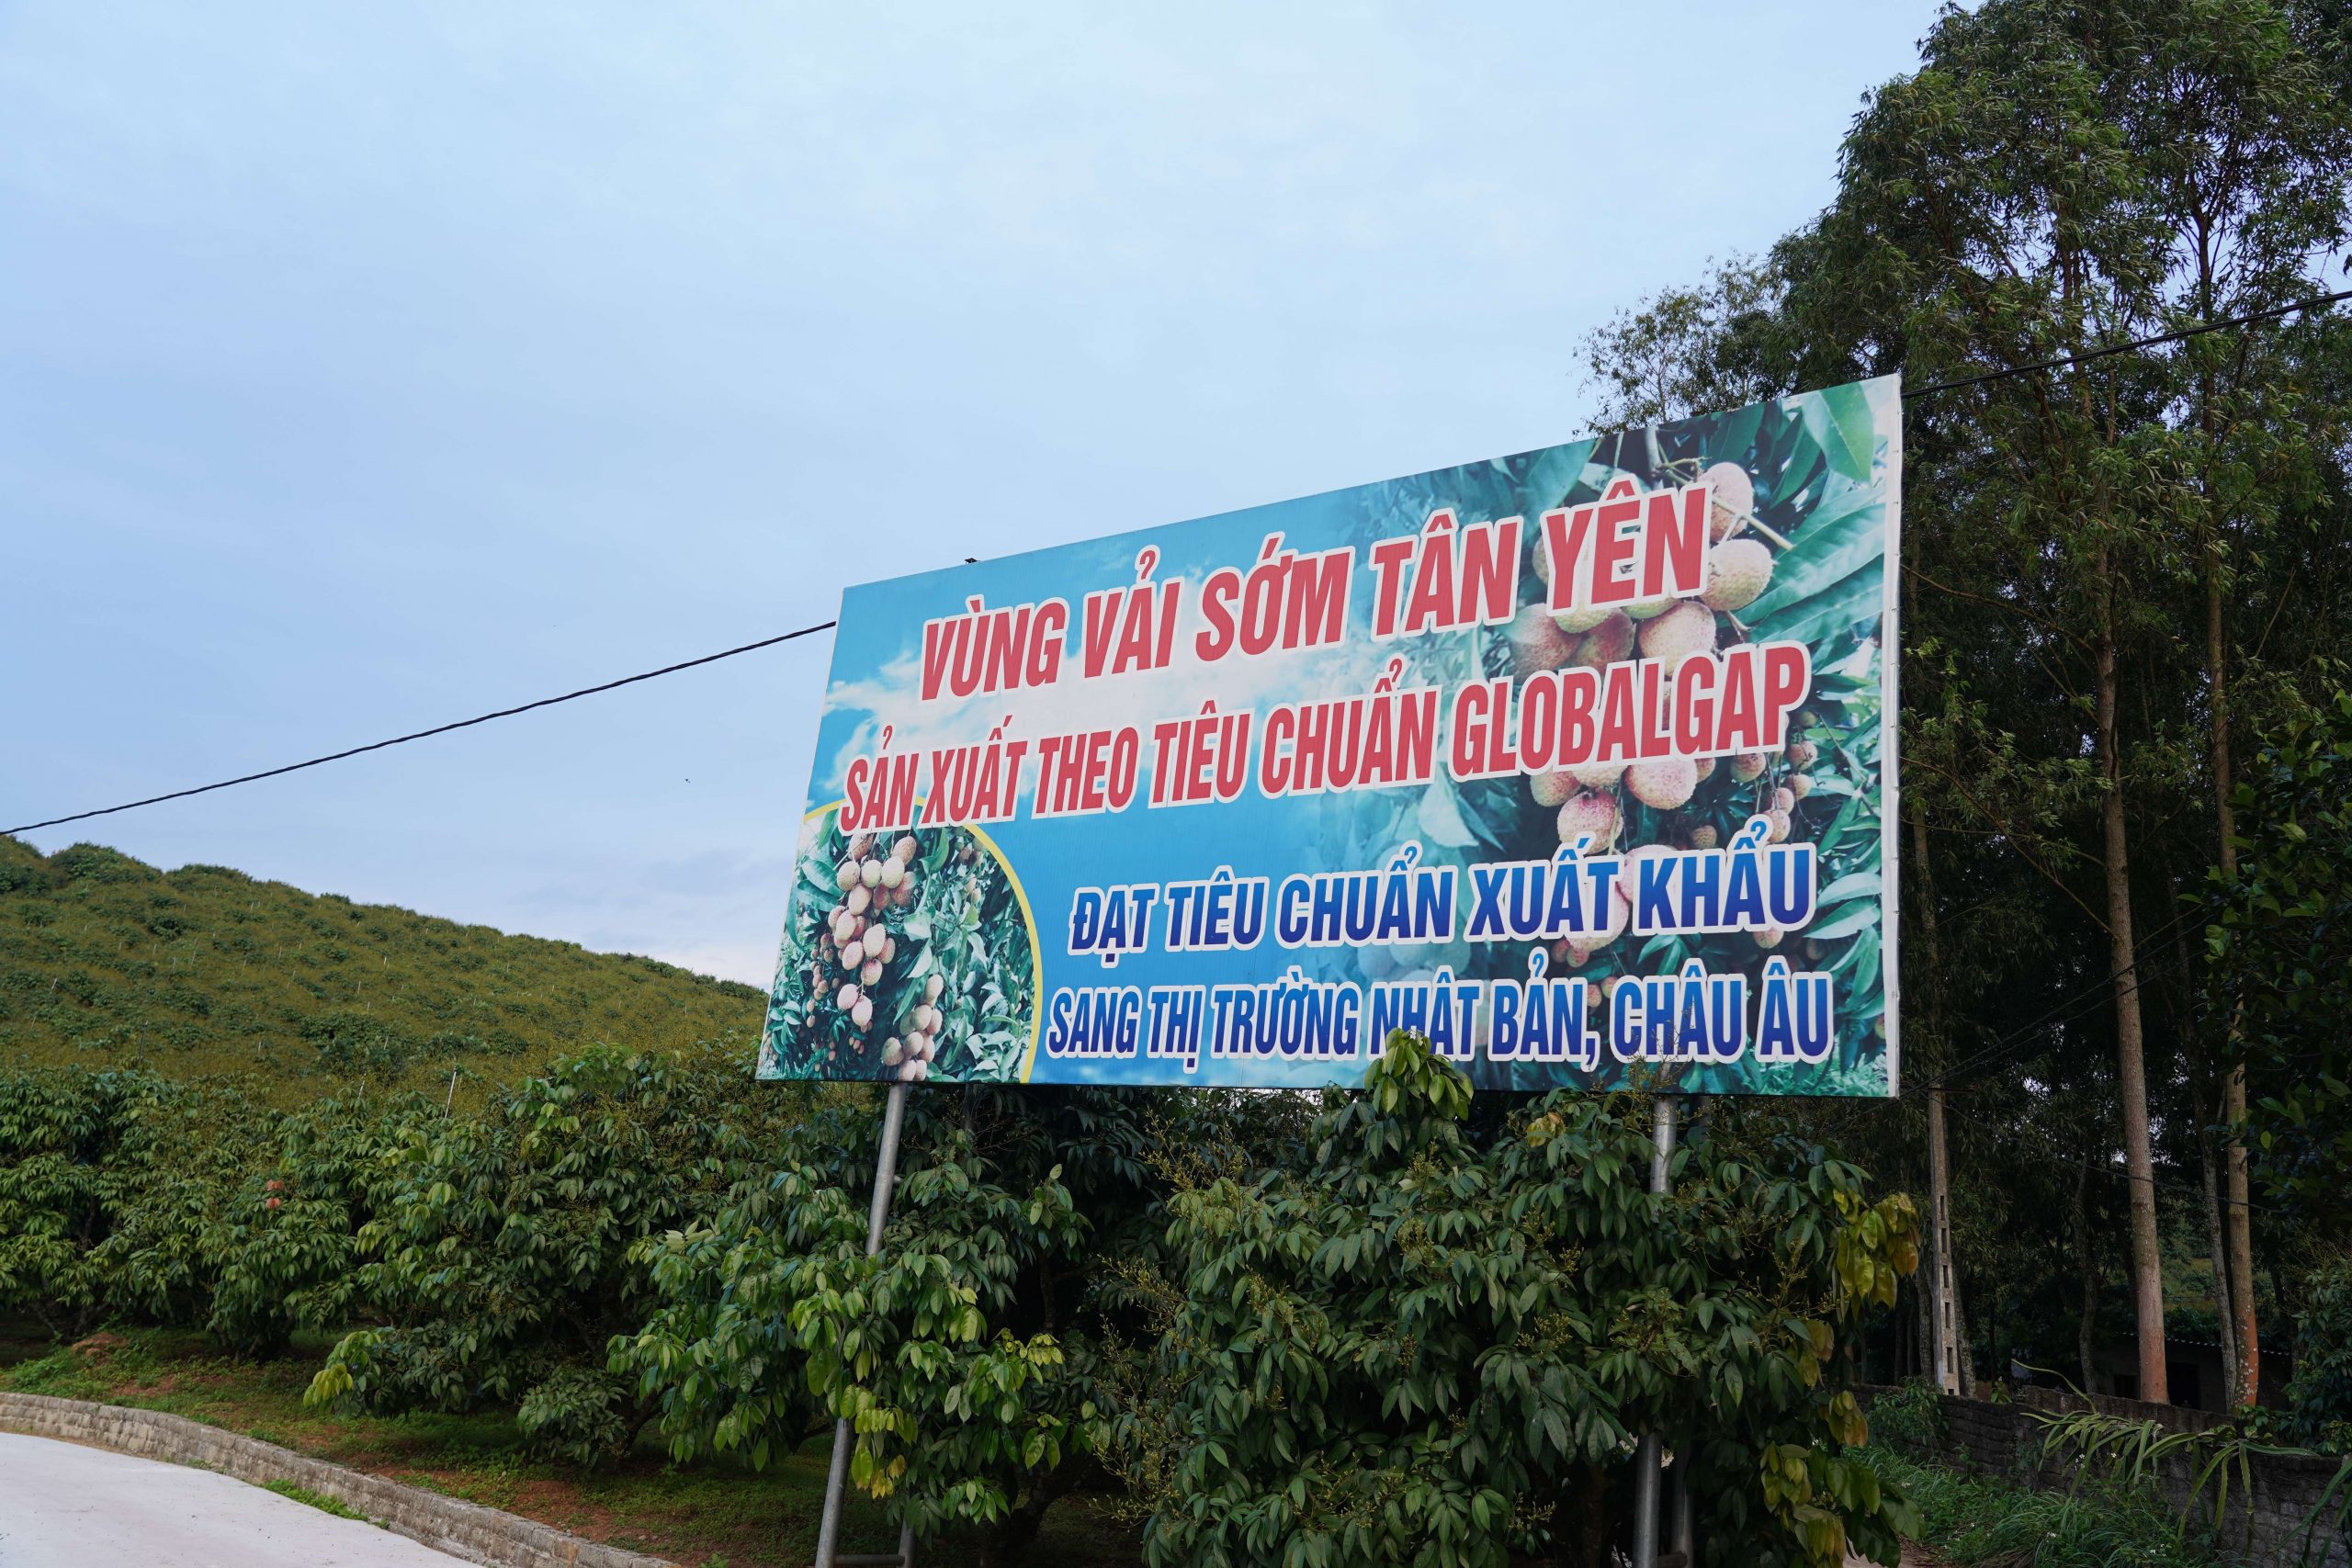 VÙNG VẢI SỚM TÂN YÊN
SẢN XUẤT THEO TIÊU CHUẨN GLOBALGAP
ĐẠT TIÊU CHUẨN XUẤT KHẨU
SANG THỊ TRƯỜNG NHẬT BẢN, CHÂU ÂU